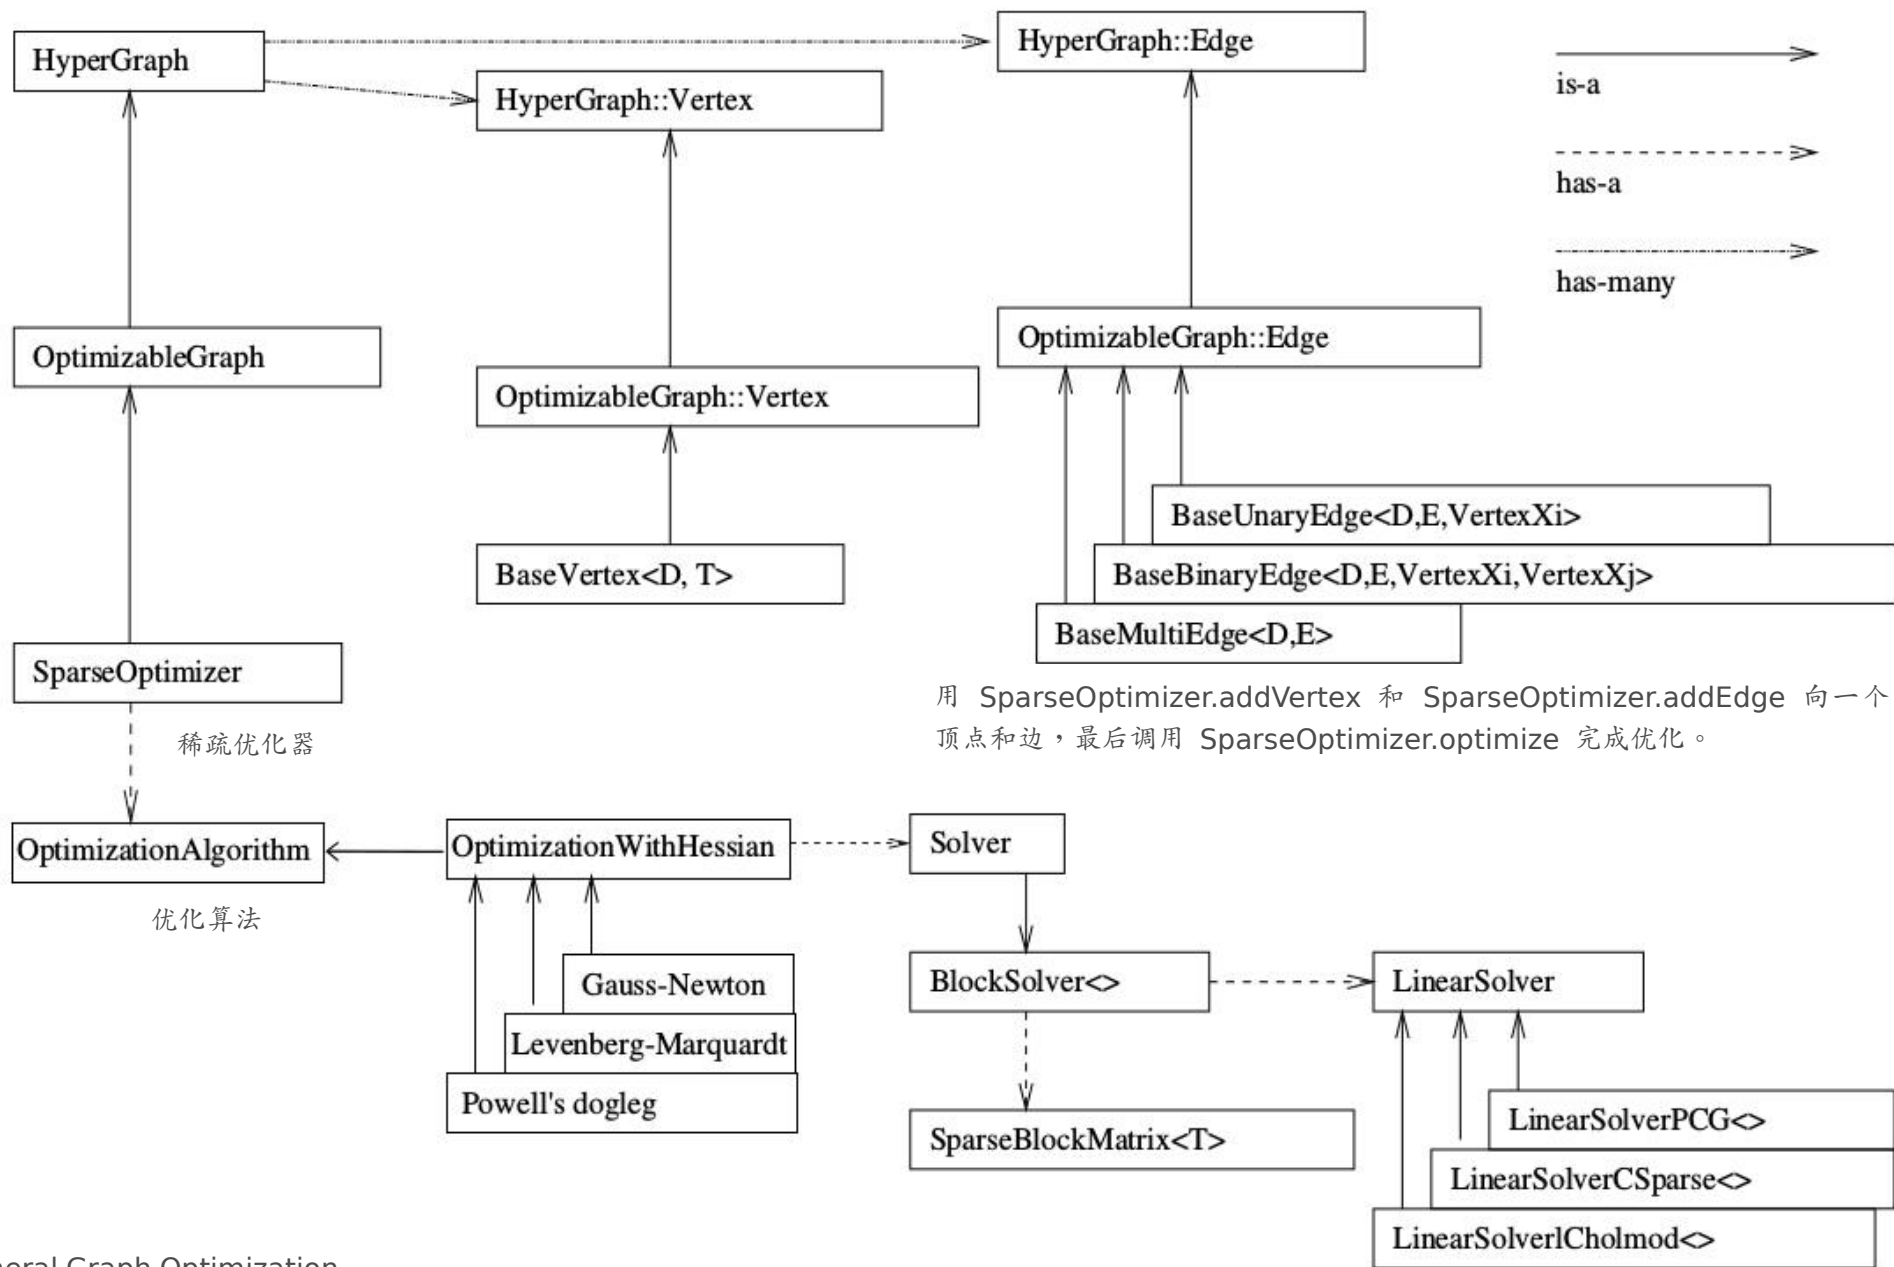 HyperGraph
HyperGraph::Edge
HyperGraph::Vertex
is-a
has-a
has-many
OptimizableGraph
OptimizableGraph::Edge
OptimizableGraph::Vertex
BaseUnaryEdge<D,E,VertexXi>
BaseVertex<D, T>
BaseBinaryEdge<D,E,VertexXi,VertexXj>
BaseMultiEdge<D,E>
SparseOptimizer
用 SparseOptimizer.addVertex 和 SparseOptimizer.addEdge 向一个
顶点和边，最后调用 SparseOptimizer.optimize 完成优化。
稀疏优化器
OptimizationAlgorithm
OptimizationWithHessian
Solver
优化算法
Gauss-Newton
Levenberg-Marquardt
Powell's dogleg
BlockSolver<>
LinearSolver
SparseBlockMatrix<T>
LinearSolverPCG<>
LinearSolverCSparse<>
LinearSolverlCholmod<>
Graph Optimization